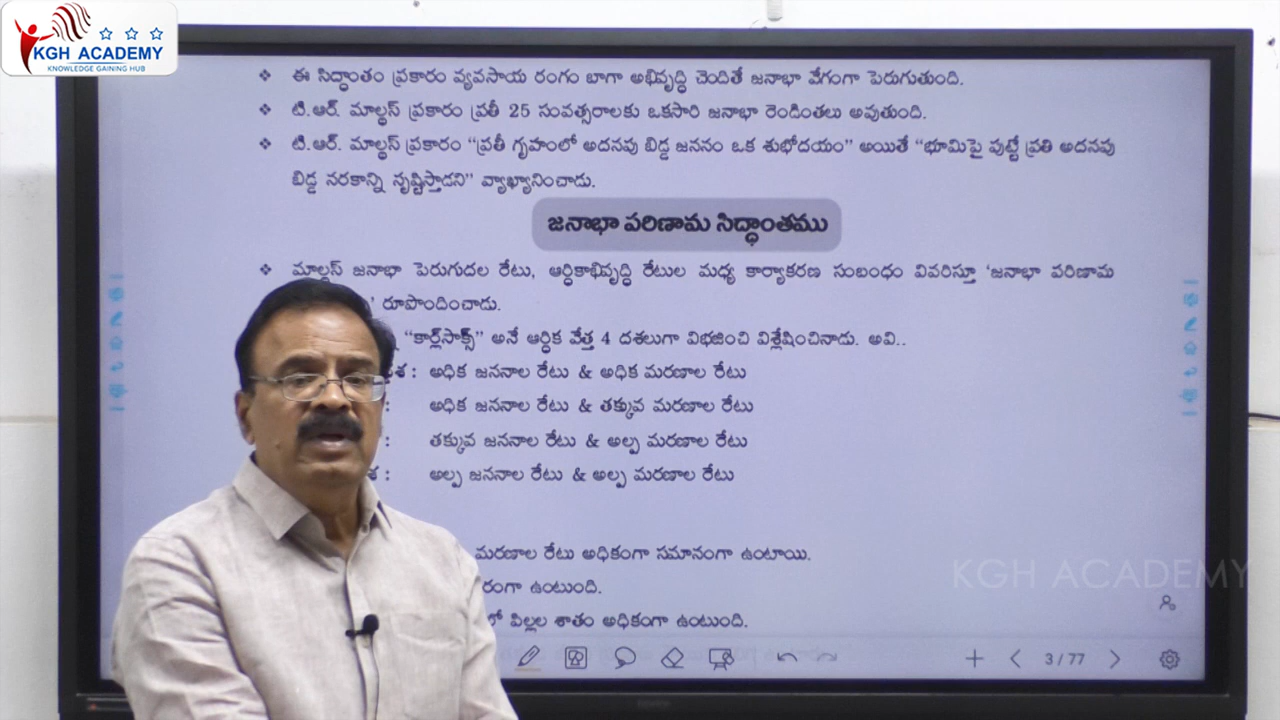 KGH ACADEMY
KNOWLEDGE GAINING HUB
❖ ఈ సిద్ధాంతం ప్రకారం వ్యవసాయ రంగం బాగా అభివృద్ధి చెందితే జనాభా వేగంగా పెరుగుతుంది.
❖ టి.ఆర్. మాల్థస్ ప్రకారం ప్రతీ 25 సంవత్సరాలకు ఒకసారి జనాభా రెండింతలు అవుతుంది.
❖ టి.ఆర్. మాల్థస్ ప్రకారం “ప్రతీ గృహంలో అదనపు బిడ్డ జననం ఒక శుభోదయం” అయితే “భూమిపై పుట్టే ప్రతి అదనపు
బిడ్డ నరకాన్ని సృష్టిస్తాడని” వ్యాఖ్యానించాడు.
జనాభా పరిణామ సిద్ధాంతము
❖ మాల్థస్ జనాభా పెరుగుదల రేటు, ఆర్థికాభివృద్ధి రేటుల మధ్య కార్యాకరణ సంబంధం వివరిస్తూ ‘జనాభా పరిణామ
’ రూపొందించాడు.
“కార్ల్‌సాక్స్” అనే ఆర్థిక వేత్త 4 దశలుగా విభజించి విశ్లేషించినాడు. అవి..
శ : అధిక జననాల రేటు & అధిక మరణాల రేటు
: అధిక జననాల రేటు & తక్కువ మరణాల రేటు
: తక్కువ జననాల రేటు & అల్ప మరణాల రేటు
శ : అల్ప జననాల రేటు & అల్ప మరణాల రేటు
మరణాల రేటు అధికంగా సమానంగా ఉంటాయి.
రంగా ఉంటుంది.
లో పిల్లల శాతం అధికంగా ఉంటుంది.
KGH ACADEMY
3 / 77